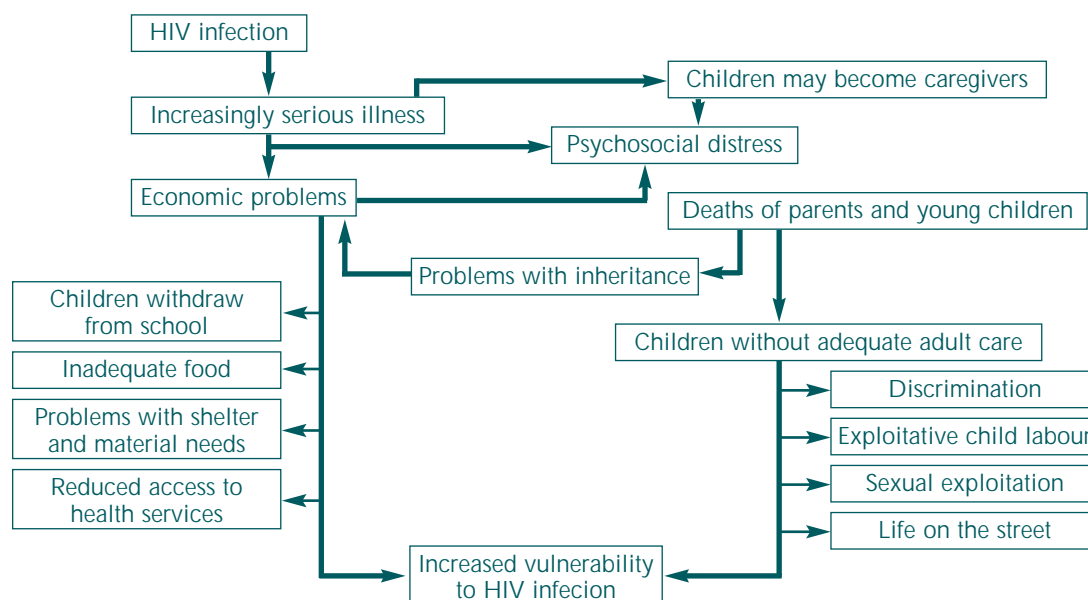 HIV infection
Children may become caregivers
Increasingly serious illness
Psychosocial distress
Economic problems
Deaths of parents and young children
Problems with inheritance
Children withdraw
from school
Children without adequate adult care
Inadequate food
Discrimination
Problems with shelter
and material needs
Exploitative child labour
Reduced access to
health services
Sexual exploitation
Life on the street
Increased vulnerability
to HIV infecion